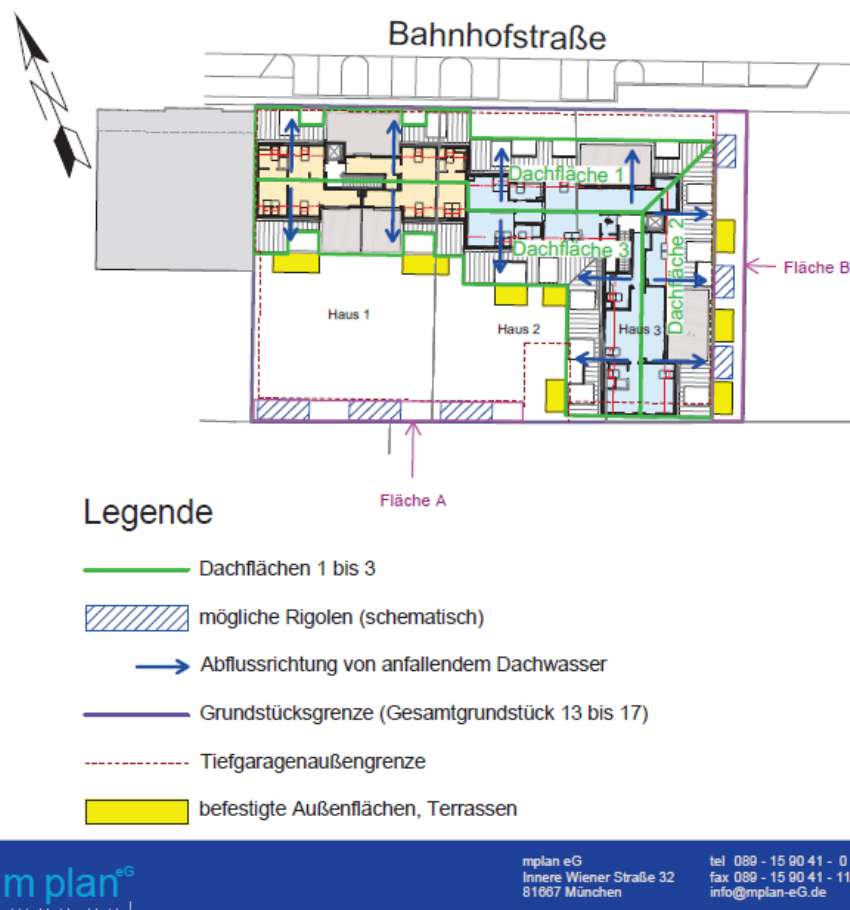 Bahnhofstraße
Dachfläche 1
Dachfläche 2
Dachfläche 3
Fläche B
Haus 1
Haus 2
Haus 3
Fläche A
Legende
Dachflächen 1 bis 3
mögliche Rigolen (schematisch)
Abflussrichtung von anfallendem Dachwasser
Grundstücksgrenze (Gesamtgrundstück 13 bis 17)
Tiefgaragenaußengrenze
befestigte Außenflächen, Terrassen
m plan eG
mplan eG
Innere Wiener Straße 32
81667 München
tel 089 - 15 90 41 - 0
fax 089 - 15 90 41 - 11
info@mplan-eG.de